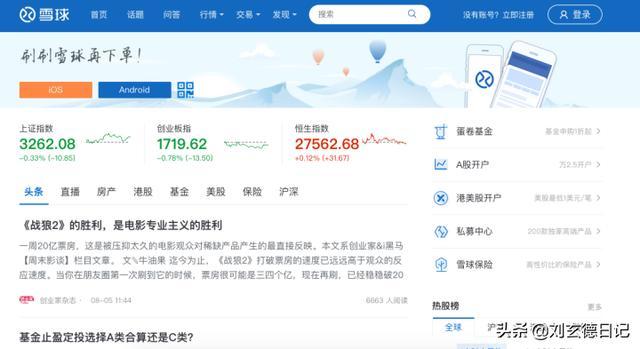 雪球
首页 话题 问答 行情 交易 发现 搜索 没有账号？立即注册 登录
刷刷雪球再下单！
iOS Android
上证指数 创业板指 恒生指数
3262.08 1719.62 27562.68
-0.33% (-10.85) -0.78% (-13.50) +0.12% (+31.67)
蛋卷基金 基金申购1折起
A股开户 万2.5开户
港美股开户 美股最低1美元/笔
私募中心 200款独家高端产品
雪球保险 高性价比的保险产品
头条 直播 房产 港股 基金 美股 保险 沪深
《战狼2》的胜利，是电影专业主义的胜利
一周20亿票房，这是被压抑太久的电影观众对稀缺产品产生的最直接反映。本文系创业家&i黑马
【周末影谈】栏目文章。 文%牛油果 迄今为止，《战狼2》打破票房的速度已远远高于观众的反
应速度。当你在朋友圈第一次刷到它的时候，票房很可能是三四个亿，现在再刷，已经稳稳破20
创业家杂志 · 08-05 11:44 6663 人阅读
基金止盈定投选择A类合算还是C类？
热股榜 更多
全球
头条 @刘玄德日记